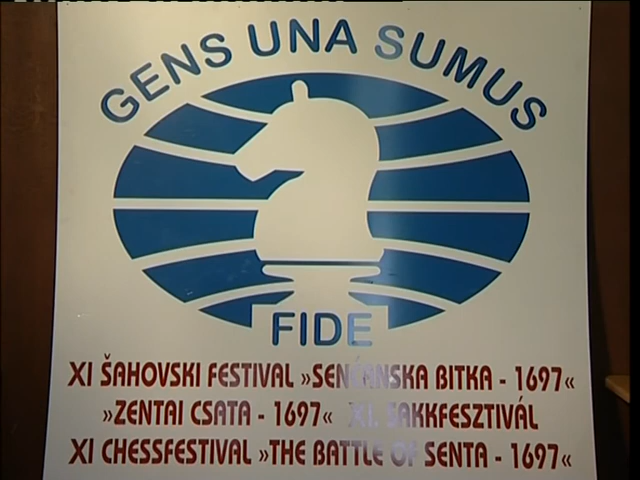 GENS UNA SUMUS
FIDE
XI ŠAHOVSKI FESTIVAL »SENĆANSKA BITKA - 1697«
»ZENTAI CSATA - 1697« XI. SAKKFESZTIVÁL
XI CHESSFESTIVAL »THE BATTLE OF SENTA - 1697«